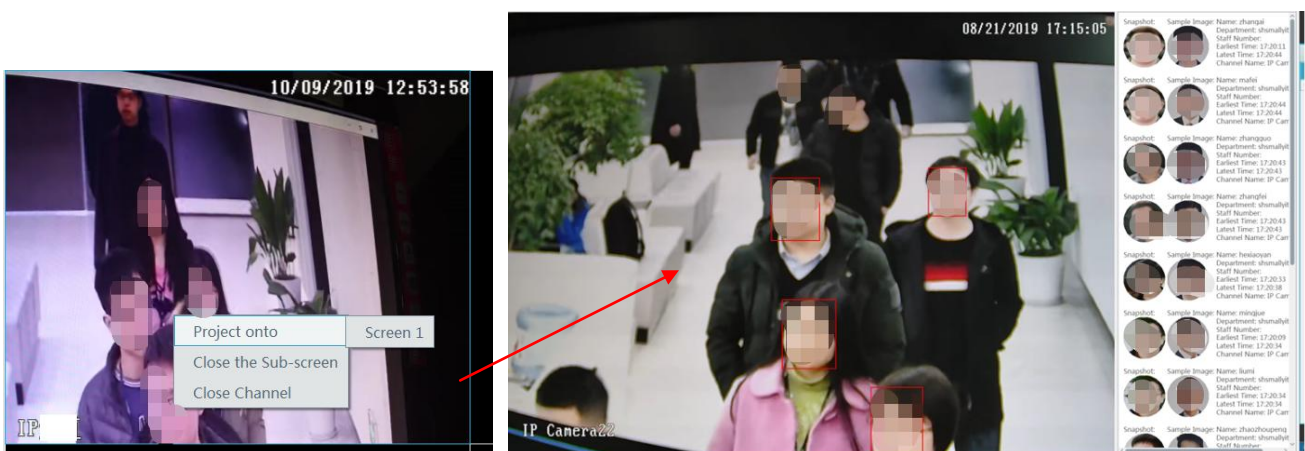 10/09/2019 12:53:58
Project onto
Screen 1
Close the Sub-screen
Close Channel
IP
08/21/2019 17:15:05
IP Camera22
Snapshot: Sample Image: Name: zhangai
Department: shsmallyit
Staff Number:
Earliest Time: 17:20:11
Latest Time: 17:20:44
Channel Name: IP Cam
Snapshot: Sample Image: Name: mafei
Department: shsmallyit
Staff Number:
Earliest Time: 17:20:44
Latest Time: 17:20:44
Channel Name: IP Cam
Snapshot: Sample Image: Name: zhangguo
Department: shsmallyit
Staff Number:
Earliest Time: 17:20:43
Latest Time: 17:20:43
Channel Name: IP Cam
Snapshot: Sample Image: Name: zhangfei
Department: shsmallyit
Staff Number:
Earliest Time: 17:20:43
Latest Time: 17:20:43
Channel Name: IP Cam
Snapshot: Sample Image: Name: hexiaoyan
Department: shsmallyit
Staff Number:
Earliest Time: 17:20:33
Latest Time: 17:20:38
Channel Name: IP Cam
Snapshot: Sample Image: Name: mingjue
Department: shsmallyit
Staff Number:
Earliest Time: 17:20:09
Latest Time: 17:20:34
Channel Name: IP Cam
Snapshot: Sample Image: Name: liumi
Department: shsmallyit
Staff Number:
Earliest Time: 17:20:34
Latest Time: 17:20:34
Channel Name: IP Cam
Snapshot: Sample Image: Name: zhaozhoupeng
Department: shsmallyit
Staff Number: